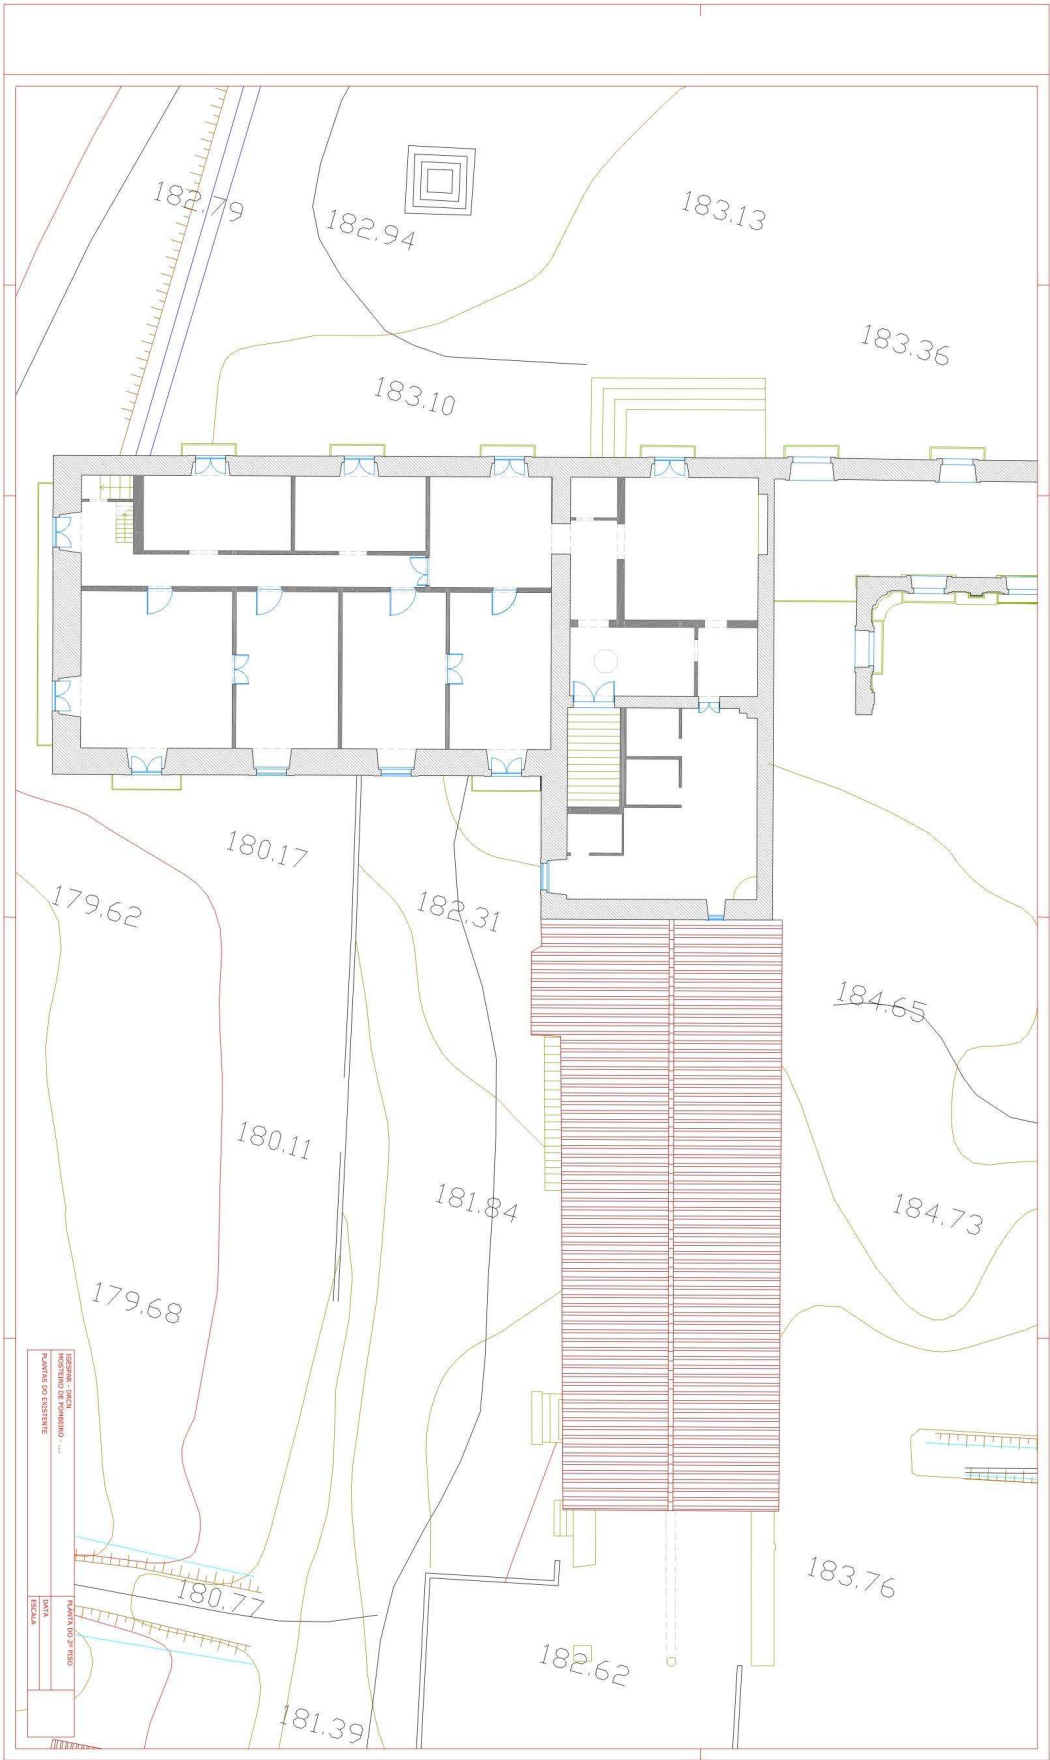 182.79
182.94
183.13
183.36
183.10
180.17
179.62
182.31
184.65
180.11
181.84
184.73
179.68
183.76
180.77
182.62
181.39
IGESPAR - DRCN
MOSTEIRO DE POMBEIRO - ....
PLANTAS DO EXISTENTE
PLANTA DO 2º PISO
DATA
ESCALA